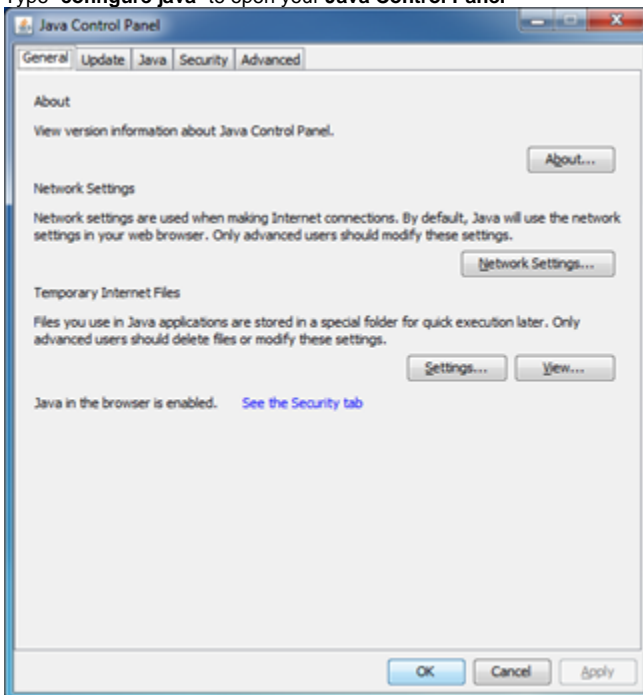 Type "configure java" to open your Java Control Panel
Java Control Panel
General Update Java Security Advanced
About
View version information about Java Control Panel.
About...
Network Settings
Network settings are used when making Internet connections. By default, Java will use the network
settings in your web browser. Only advanced users should modify these settings.
Network Settings...
Temporary Internet Files
Files you use in Java applications are stored in a special folder for quick execution later. Only
advanced users should delete files or modify these settings.
Settings... View...
Java in the browser is enabled. See the Security tab
OK Cancel Apply